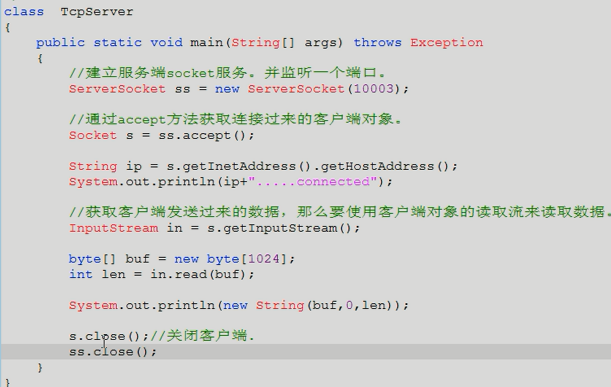 class  TcpServer
{
    public static void main(String[] args) throws Exception
    {
        //建立服务端socket服务。并监听一个端口。
        ServerSocket ss = new ServerSocket(10003);
        //通过accept方法获取连接过来的客户端对象。
        Socket s = ss.accept();
        String ip = s.getInetAddress().getHostAddress();
        System.out.println(ip+".....connected");
        //获取客户端发送过来的数据，那么要使用客户端对象的读取流来读取数据。
        InputStream in = s.getInputStream();
        byte[] buf = new byte[1024];
        int len = in.read(buf);
        System.out.println(new String(buf,0,len));
        s.close();//关闭客户端.
        ss.close();
    }
}